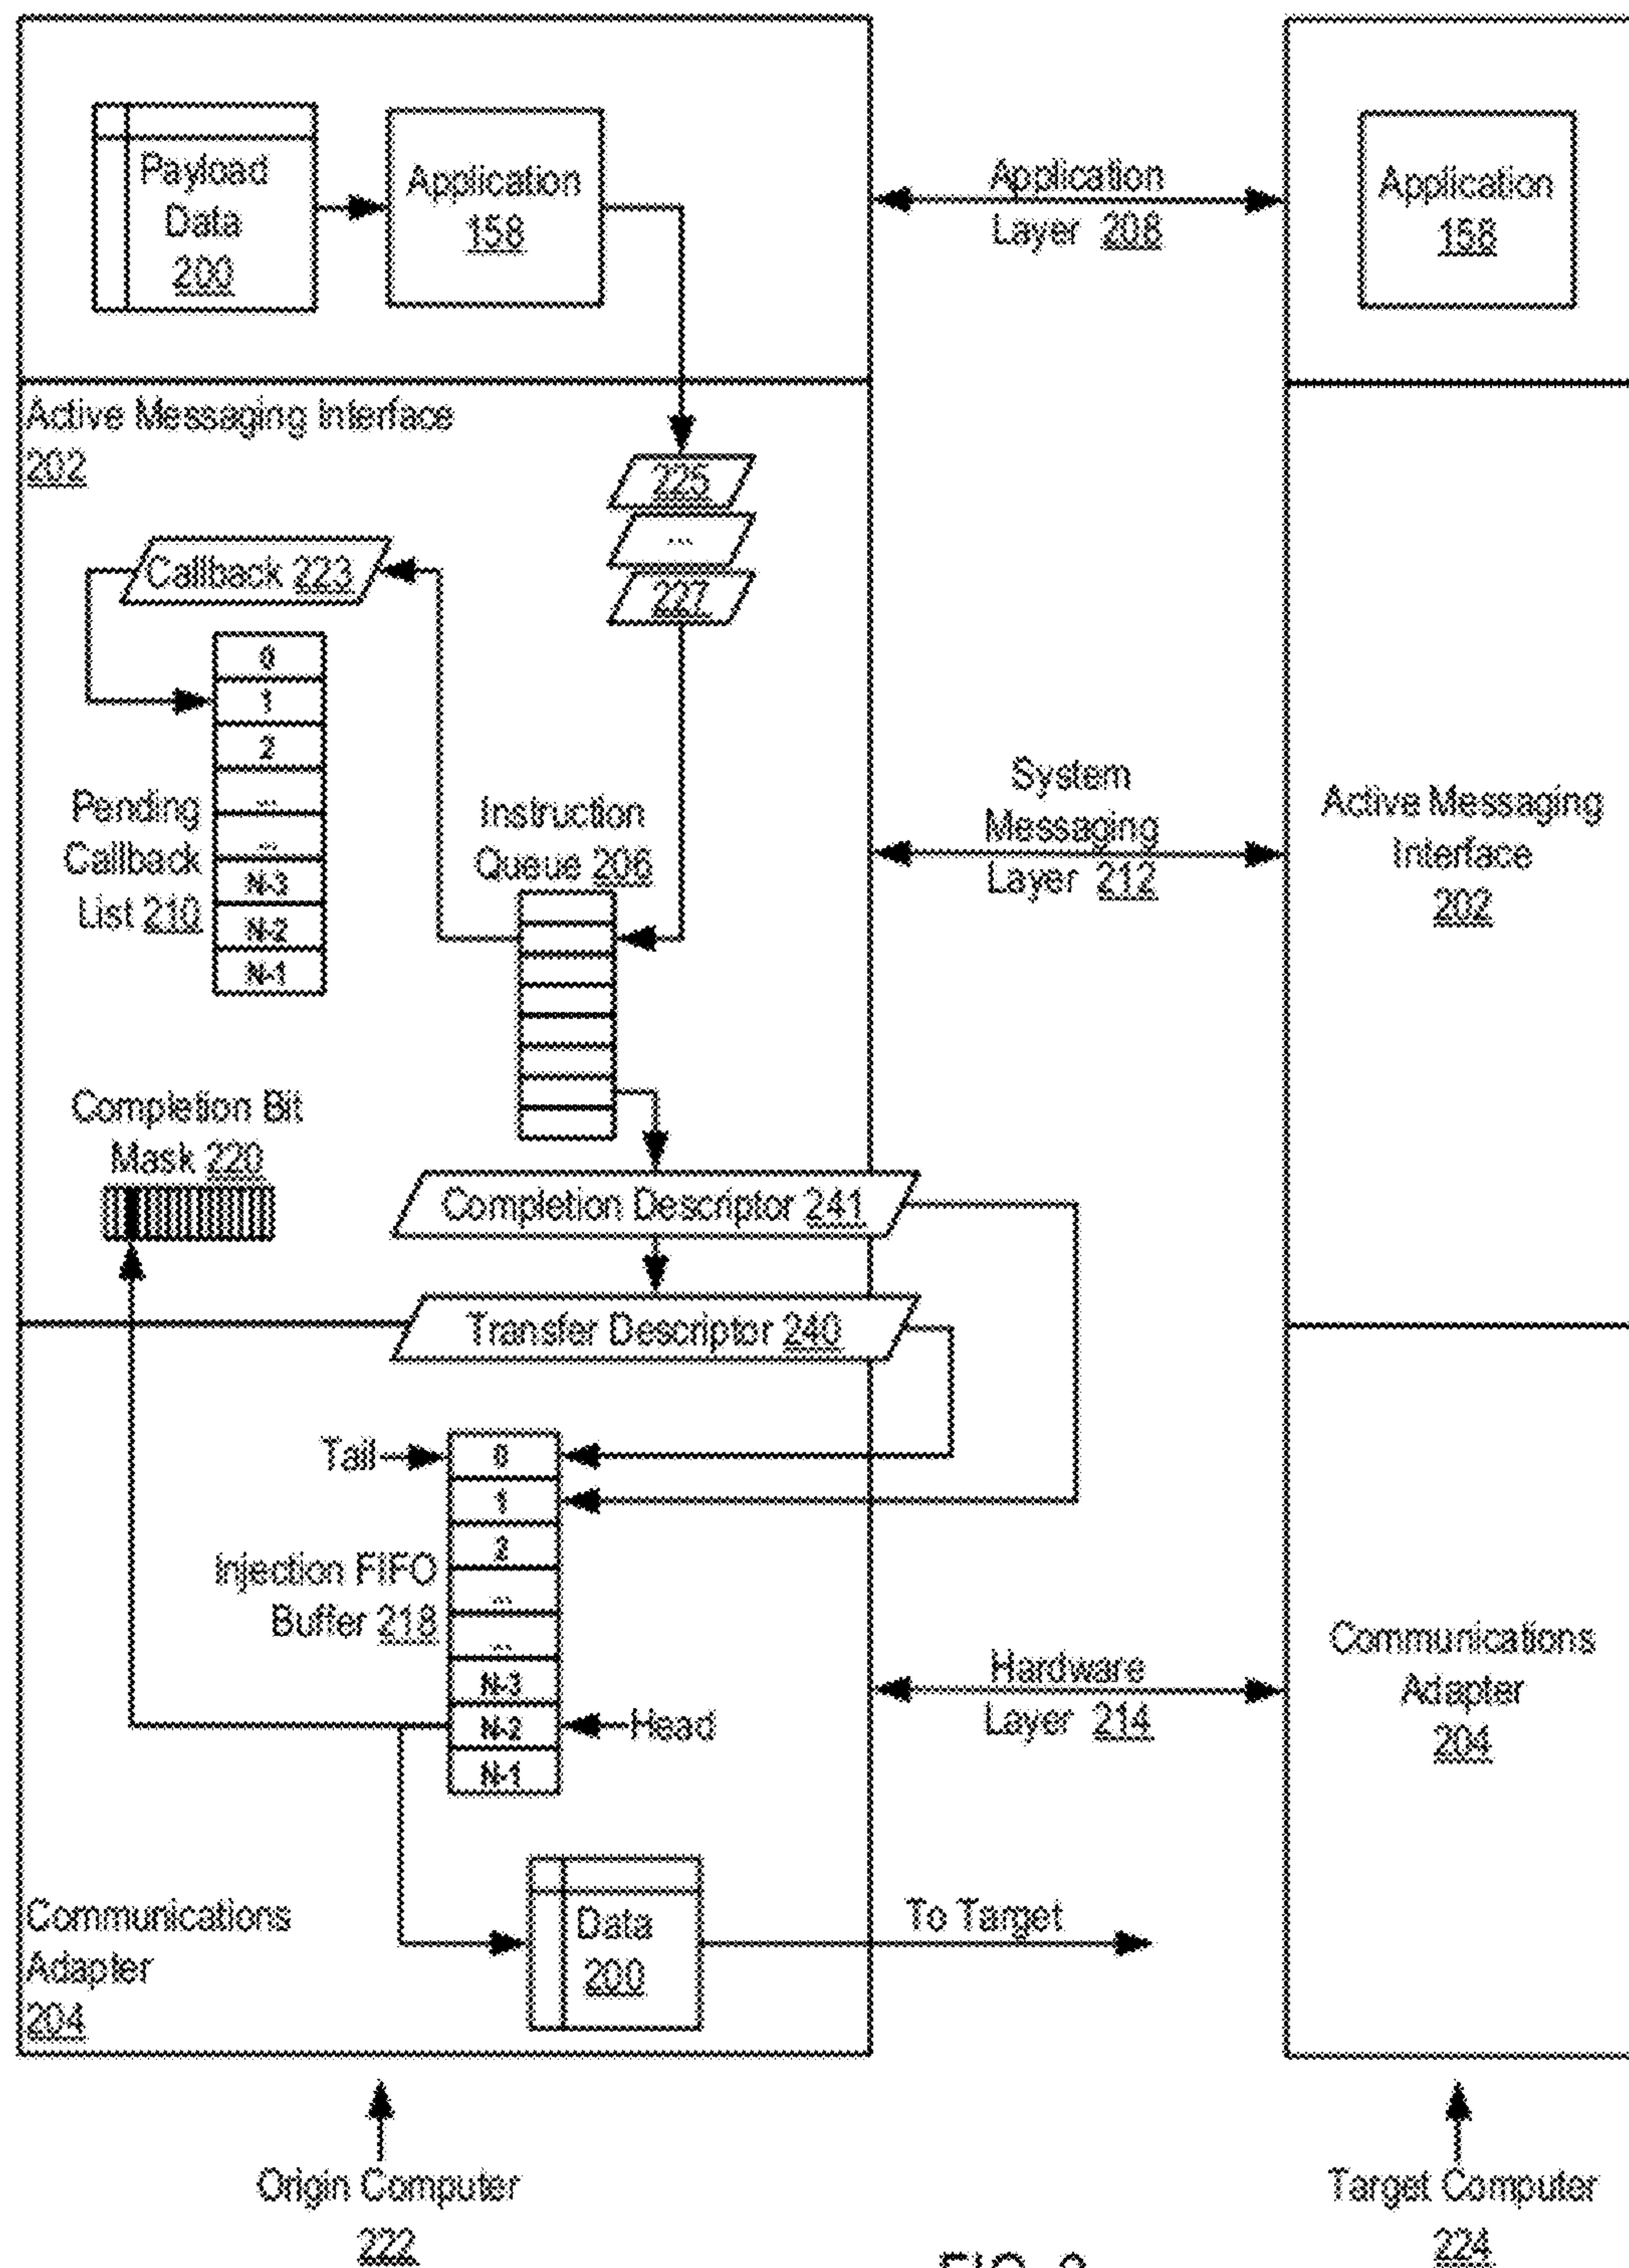 Payload
Data
200
Application
158
Application
Layer 208
Application
158
Active Messaging Interface
202
225
...
227
Callback 223
0
1
2
...
...
N-3
N-2
N-1
Pending
Callback
List 210
Instruction
Queue 206
System
Messaging
Layer 212
Active Messaging
Interface
202
Completion Bit
Mask 220
Completion Descriptor 241
Transfer Descriptor 240
Tail
0
1
2
...
...
N-3
N-2
N-1
Injection FIFO
Buffer 218
Head
Hardware
Layer 214
Communications
Adapter
204
Communications
Adapter
204
Data
200
To Target
Origin Computer
222
Target Computer
224